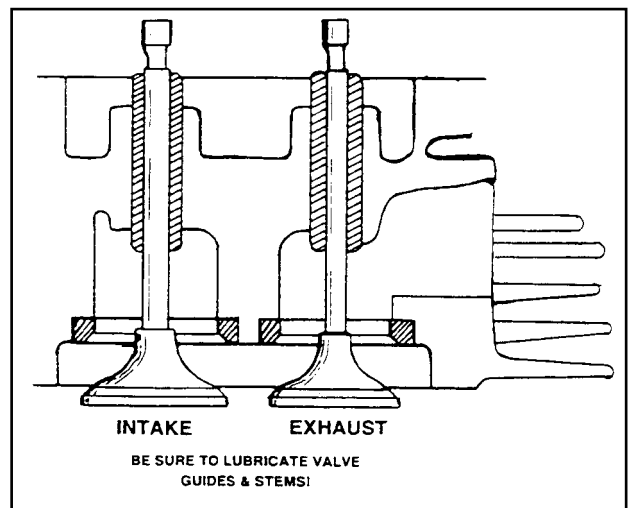 INTAKE EXHAUST
BE SURE TO LUBRICATE VALVE
GUIDES & STEMS!